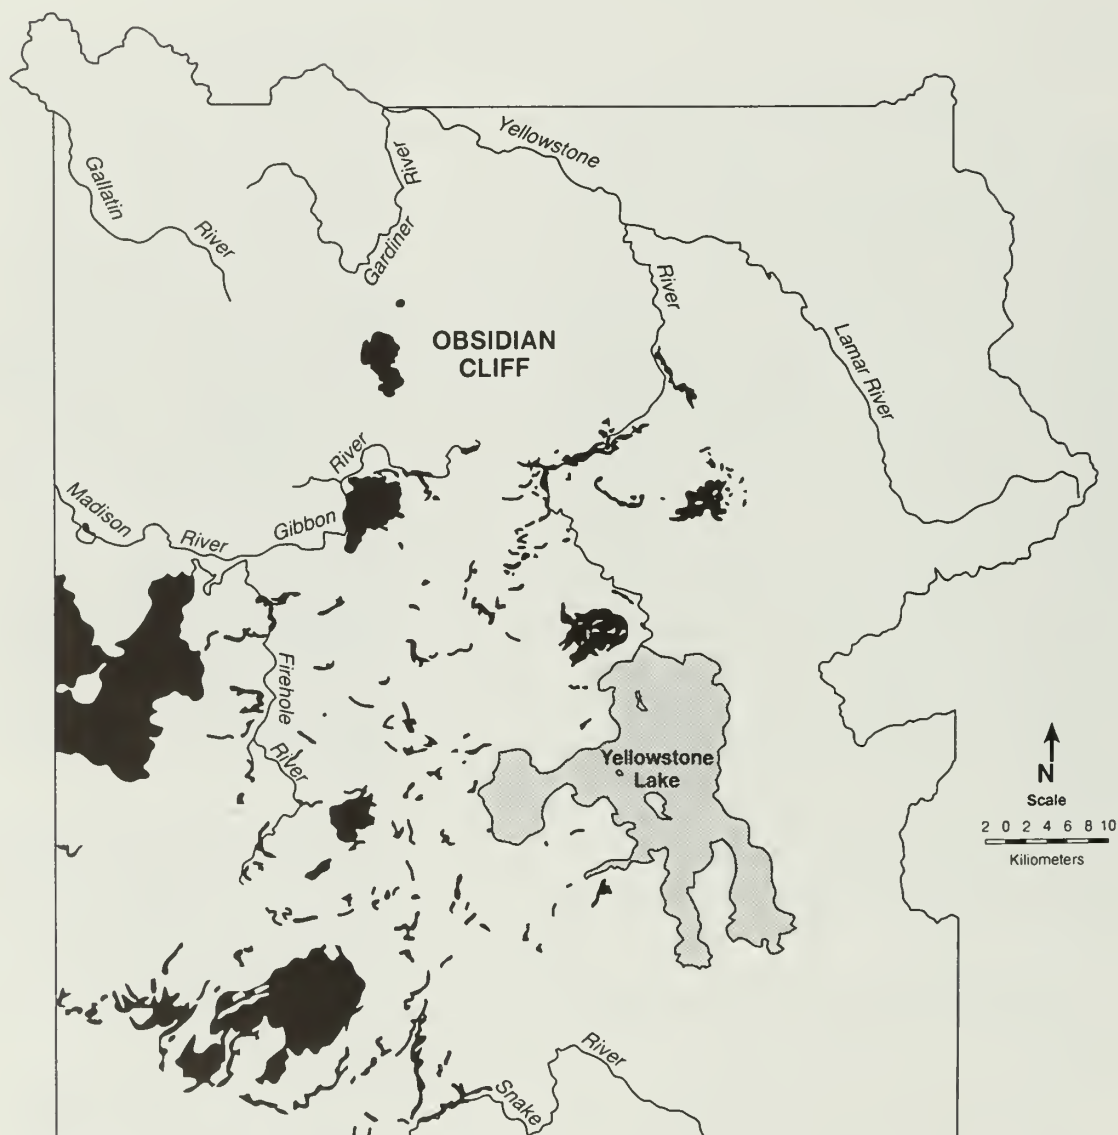 Yellowstone
River
Gallatin
River
River
Gardiner
OBSIDIAN
CLIFF
Lamar River
River
Madison
River
Gibbon
Firehole
River
Yellowstone
Lake
N
Scale
2 0 2 4 6 8 10
Kiliometers
River
Snake